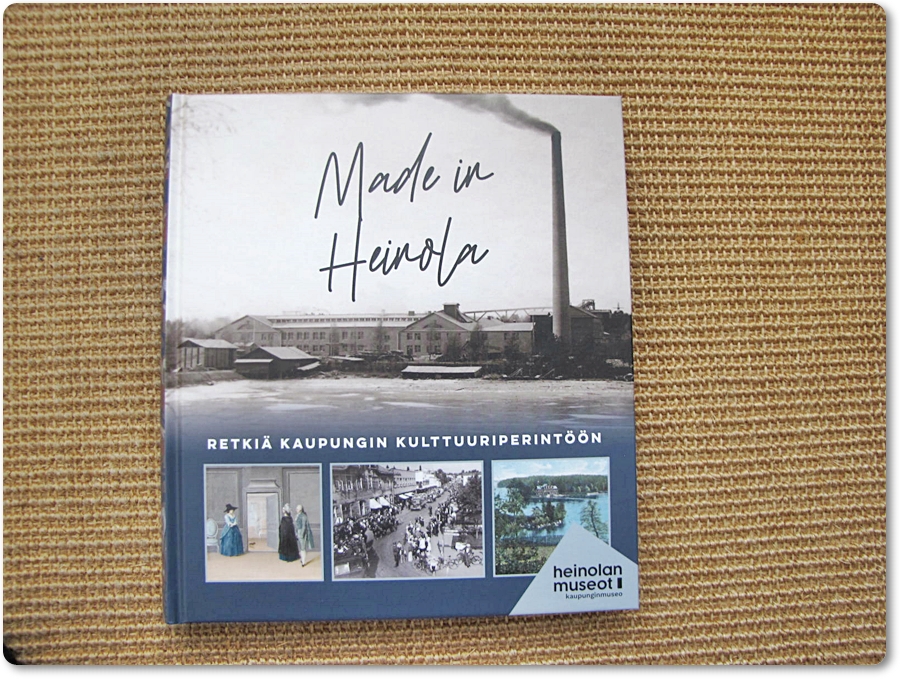 Made in
Heinola
RETKIÄ KAUPUNGIN KULTTUURIPERINTÖÖN
heinolan
museot
kaupunginmuseo